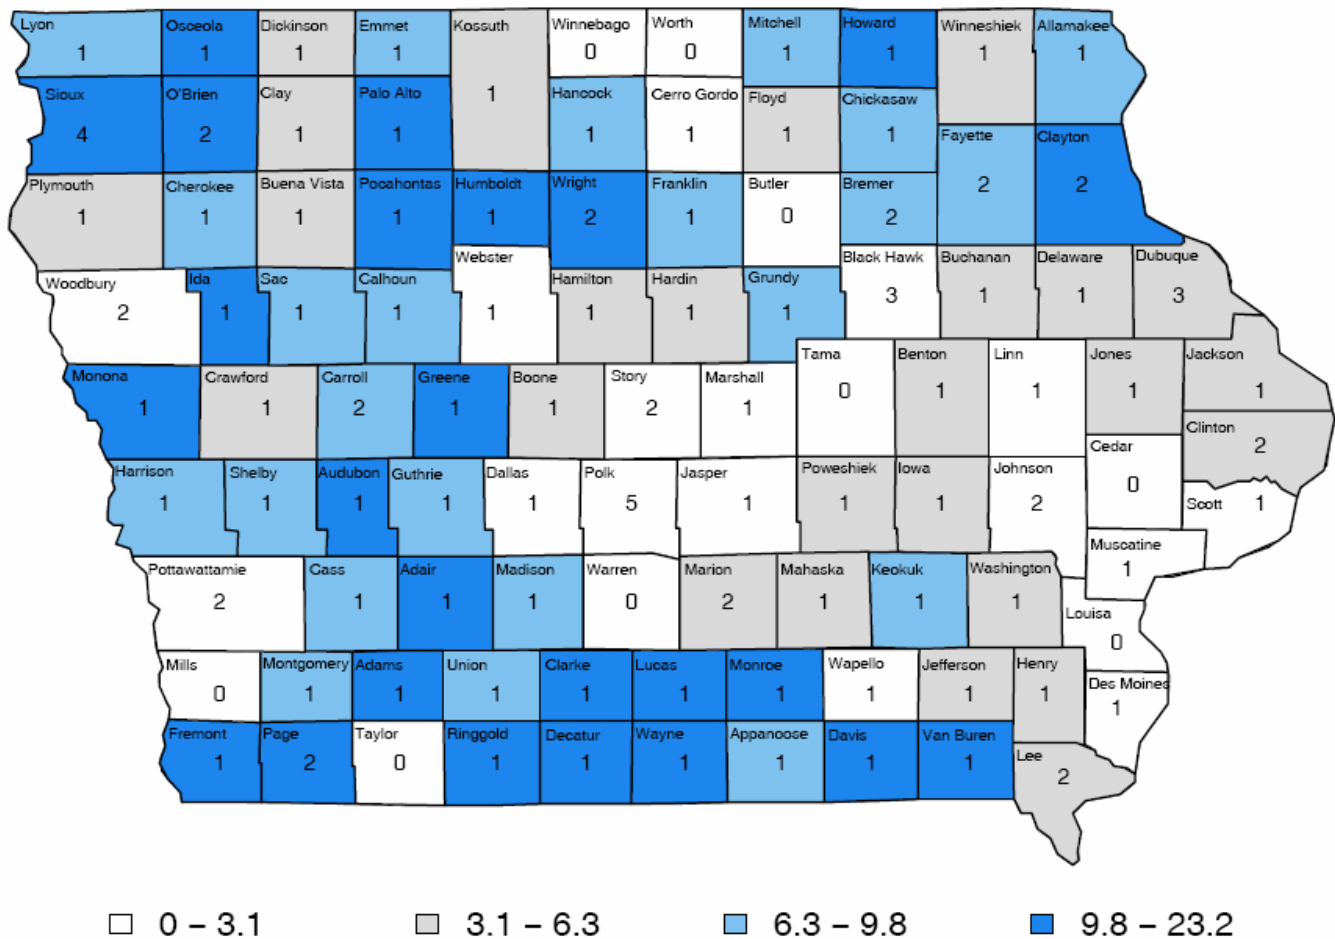 Lyon Osceola Dickinson Emmet Kossuth Winnebago Worth Mitchell Howard Winneshiek Allamakee
1 1 1 1 0 0 1 1 1 1
Sioux O'Brien Clay Palo Alto 1 Hancock Cerro Gordo Floyd Chickasaw
4 2 1 1 1 1 1 1
Fayette Clayton
2 2
Plymouth Cherokee Buena Vista Pocahontas Humboldt Wright Franklin Butler Bremer
1 1 1 1 1 2 1 0 2
Webster Black Hawk Buchanan Delaware Dubuque
Woodbury Ida Sac Calhoun Hamilton Hardin Grundy
2 1 1 1 1 1 1 1 3 1 1 3
Tama Benton Linn Jones Jackson
Monona Crawford Carroll Greene Boone Story Marshall
1 1 2 1 1 2 1 0 1 1 1 1
Clinton
2
Cedar
0
Harrison Shelby Audubon Guthrie Dallas Polk Jasper Poweshiek Iowa Johnson
1 1 1 1 1 5 1 1 1 2
Scott 1
Muscatine
1
Pottawattamie Cass Adair Madison Warren Marion Mahaska Keokuk Washington
2 1 1 1 0 2 1 1 1
Louisa
0
Mills Montgomery Adams Union Clarke Lucas Monroe Wapello Jefferson Henry
0 1 1 1 1 1 1 1 1 1
Des Moines
1
Fremont Page Taylor Ringgold Decatur Wayne Appanoose Davis Van Buren
1 2 0 1 1 1 1 1 1
Lee
2
0 – 3.1 3.1 – 6.3 6.3 – 9.8 9.8 – 23.2